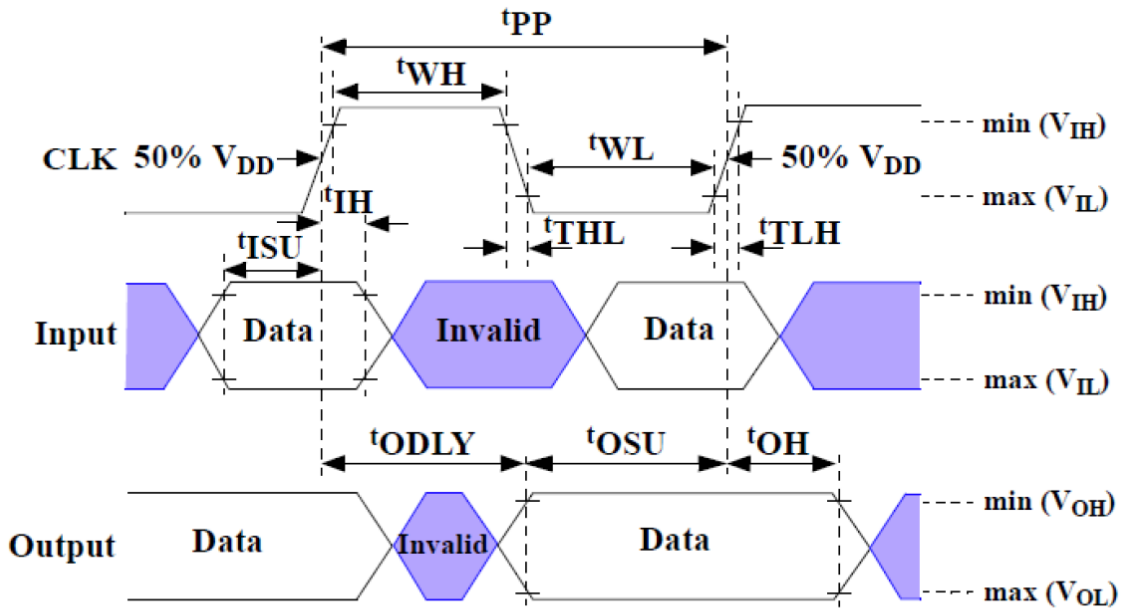 tPP
tWH
min (VIH)
CLK 50% VDD
tWL
50% VDD
max (VIL)
tIH
tISU
tTHL
tTLH
min (VIH)
Input
Data
Invalid
Data
max (VIL)
tODLY
tOSU
tOH
min (VOH)
Output
Data
Invalid
Data
max (VOL)